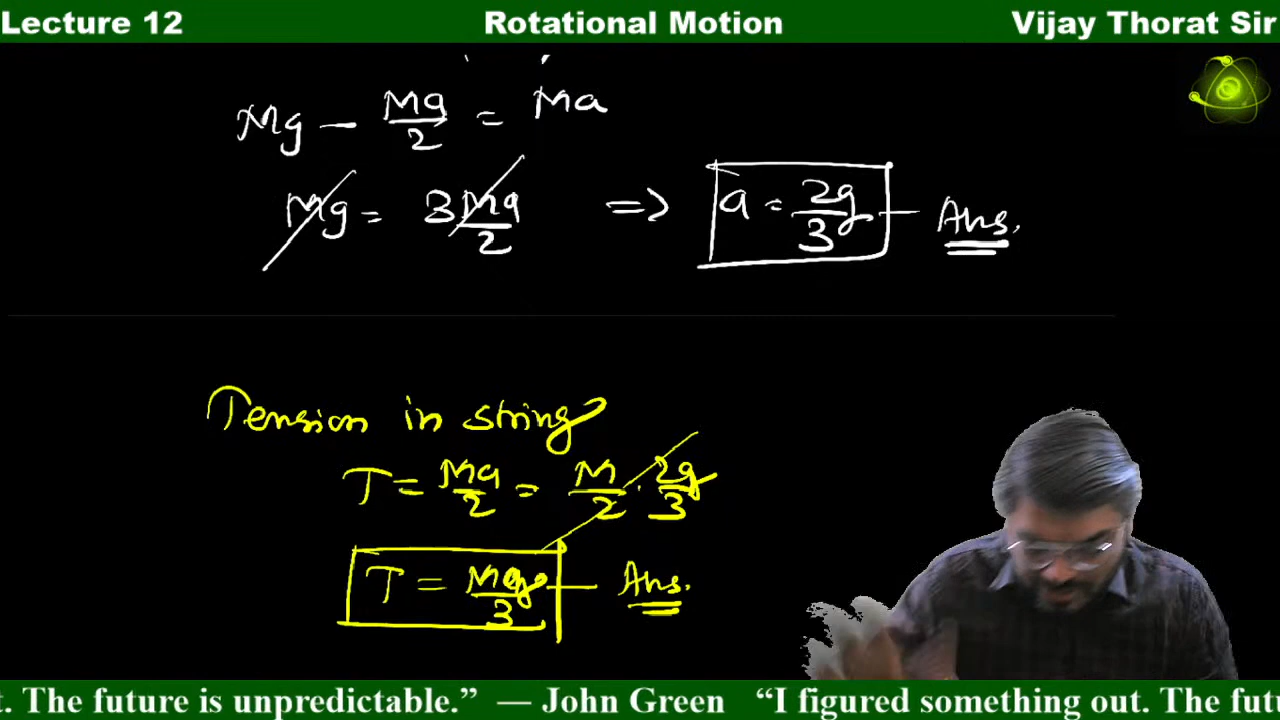 Lecture 12 Rotational Motion Vijay Thorat Sir
Mg - Ma/2 = Ma
Mg = 3Ma/2 => a = 2g/3 - Ans.
Tension in string
T = Ma/2 = M/2 · 2g/3
T = Mg/3 - Ans.
t. The future is unpredictable.” — John Green “I figured something out. The futu